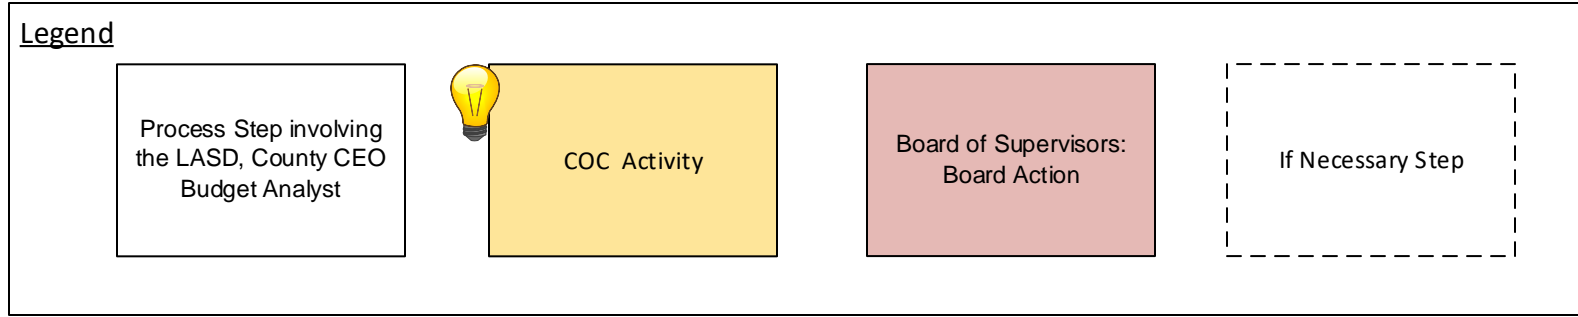 Legend
Process Step involving
the LASD, County CEO
Budget Analyst
COC Activity
Board of Supervisors:
Board Action
If Necessary Step